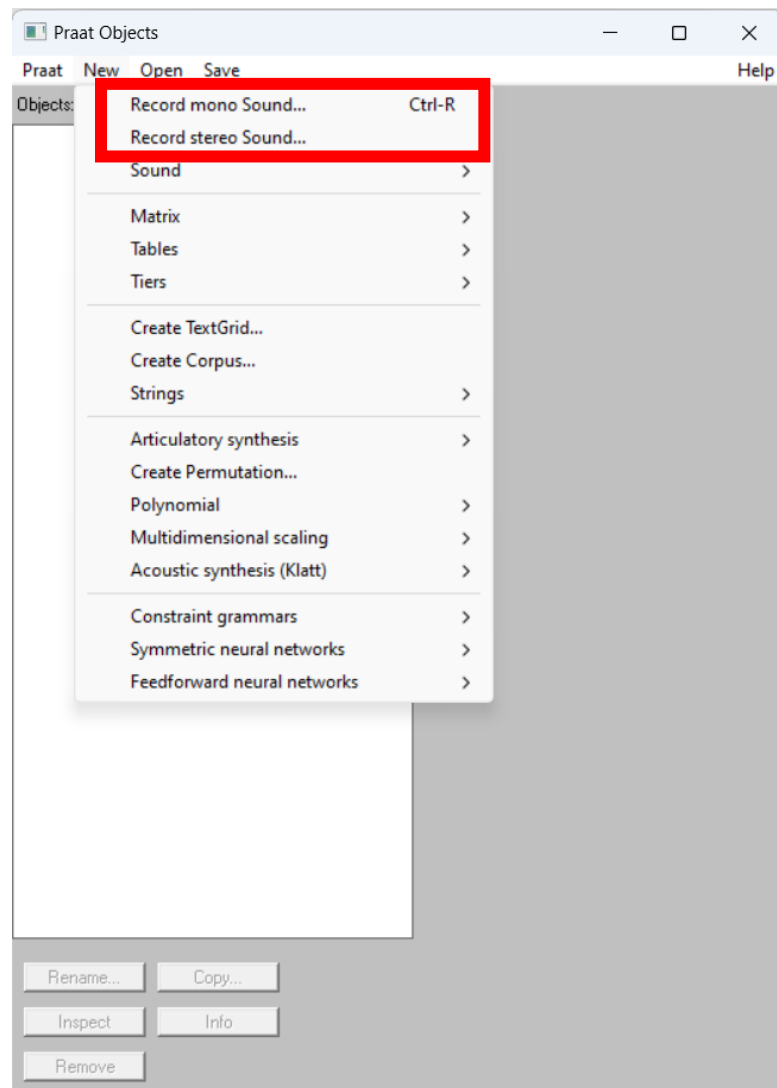 Praat Objects
Praat New Open Save Help
Objects:
Record mono Sound... Ctrl-R
Record stereo Sound...
Sound
Matrix
Tables
Tiers
Create TextGrid...
Create Corpus...
Strings
Articulatory synthesis
Create Permutation...
Polynomial
Multidimensional scaling
Acoustic synthesis (Klatt)
Constraint grammars
Symmetric neural networks
Feedforward neural networks
Rename... Copy...
Inspect Info
Remove